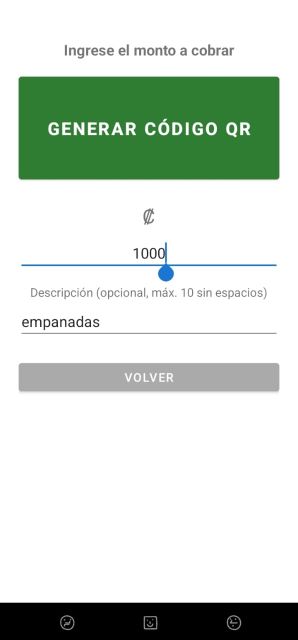 Ingrese el monto a cobrar
GENERAR CÓDIGO QR
₡
1000
Descripción (opcional, máx. 10 sin espacios)
empanadas
VOLVER